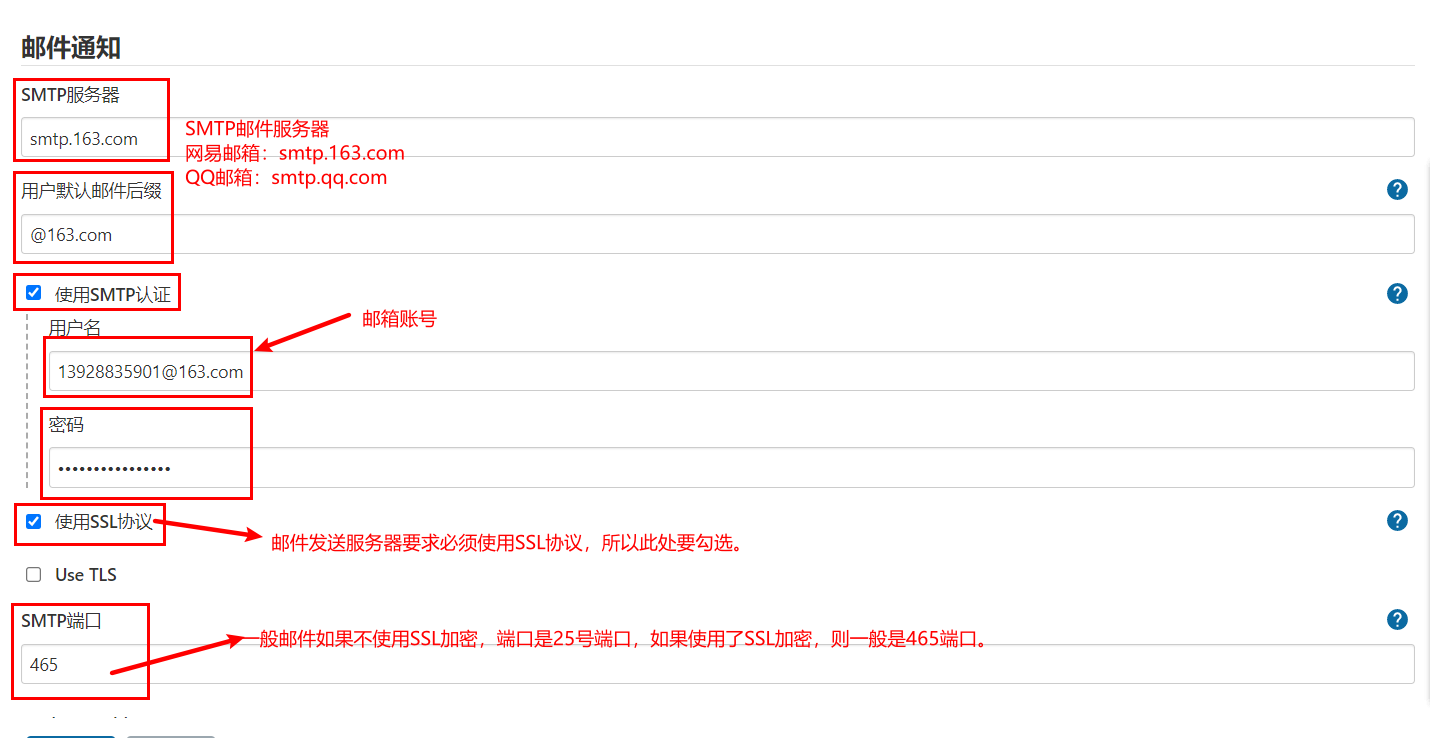 邮件通知
SMTP服务器
smtp.163.com
SMTP邮件服务器
网易邮箱：smtp.163.com
QQ邮箱：smtp.qq.com
用户默认邮件后缀
@163.com
使用SMTP认证
用户名
邮箱账号
13928835901@163.com
密码
••••••••••••••••
使用SSL协议
邮件发送服务器要求必须使用SSL协议，所以此处要勾选。
Use TLS
SMTP端口
一般邮件如果不使用SSL加密，端口是25号端口，如果使用了SSL加密，则一般是465端口。
465